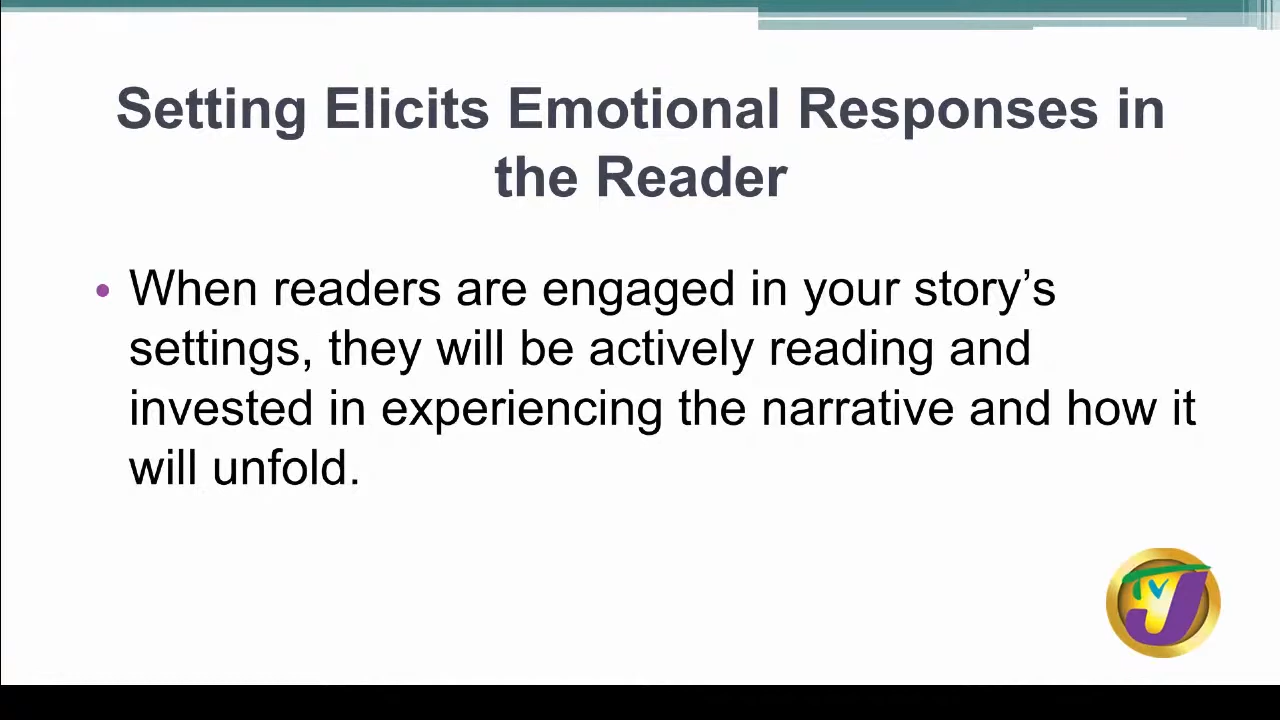 Setting Elicits Emotional Responses in
the Reader
• When readers are engaged in your story’s
settings, they will be actively reading and
invested in experiencing the narrative and how it
will unfold.
TVJ